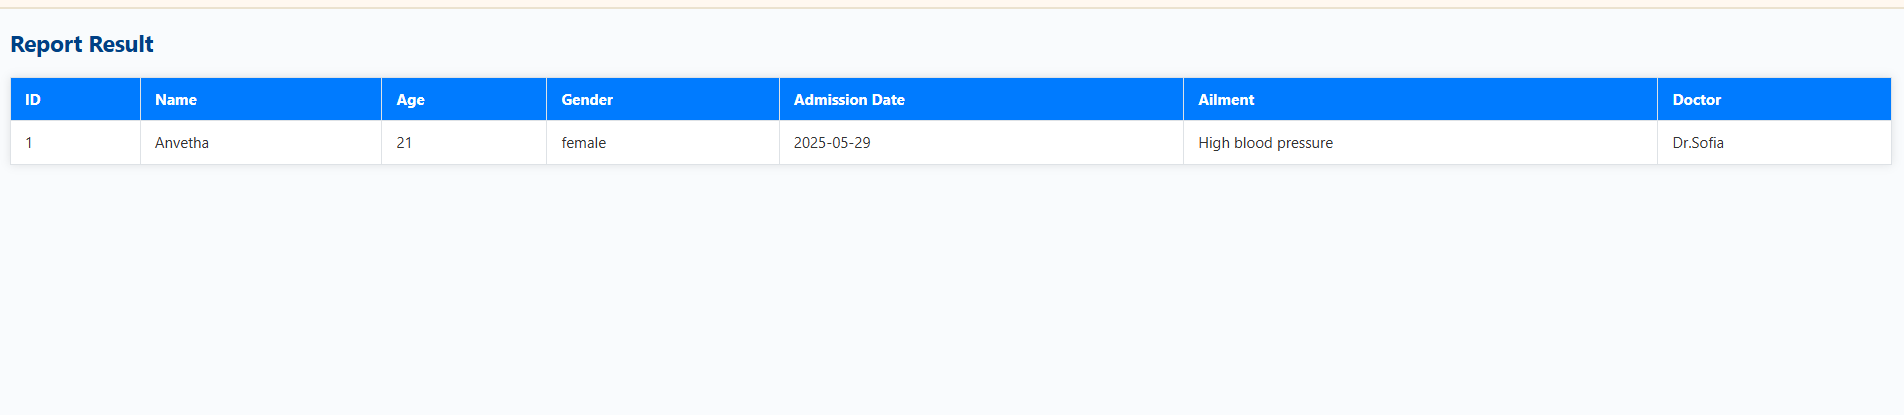 Report Result
ID Name Age Gender Admission Date Ailment Doctor
1 Anvetha 21 female 2025-05-29 High blood pressure Dr.Sofia